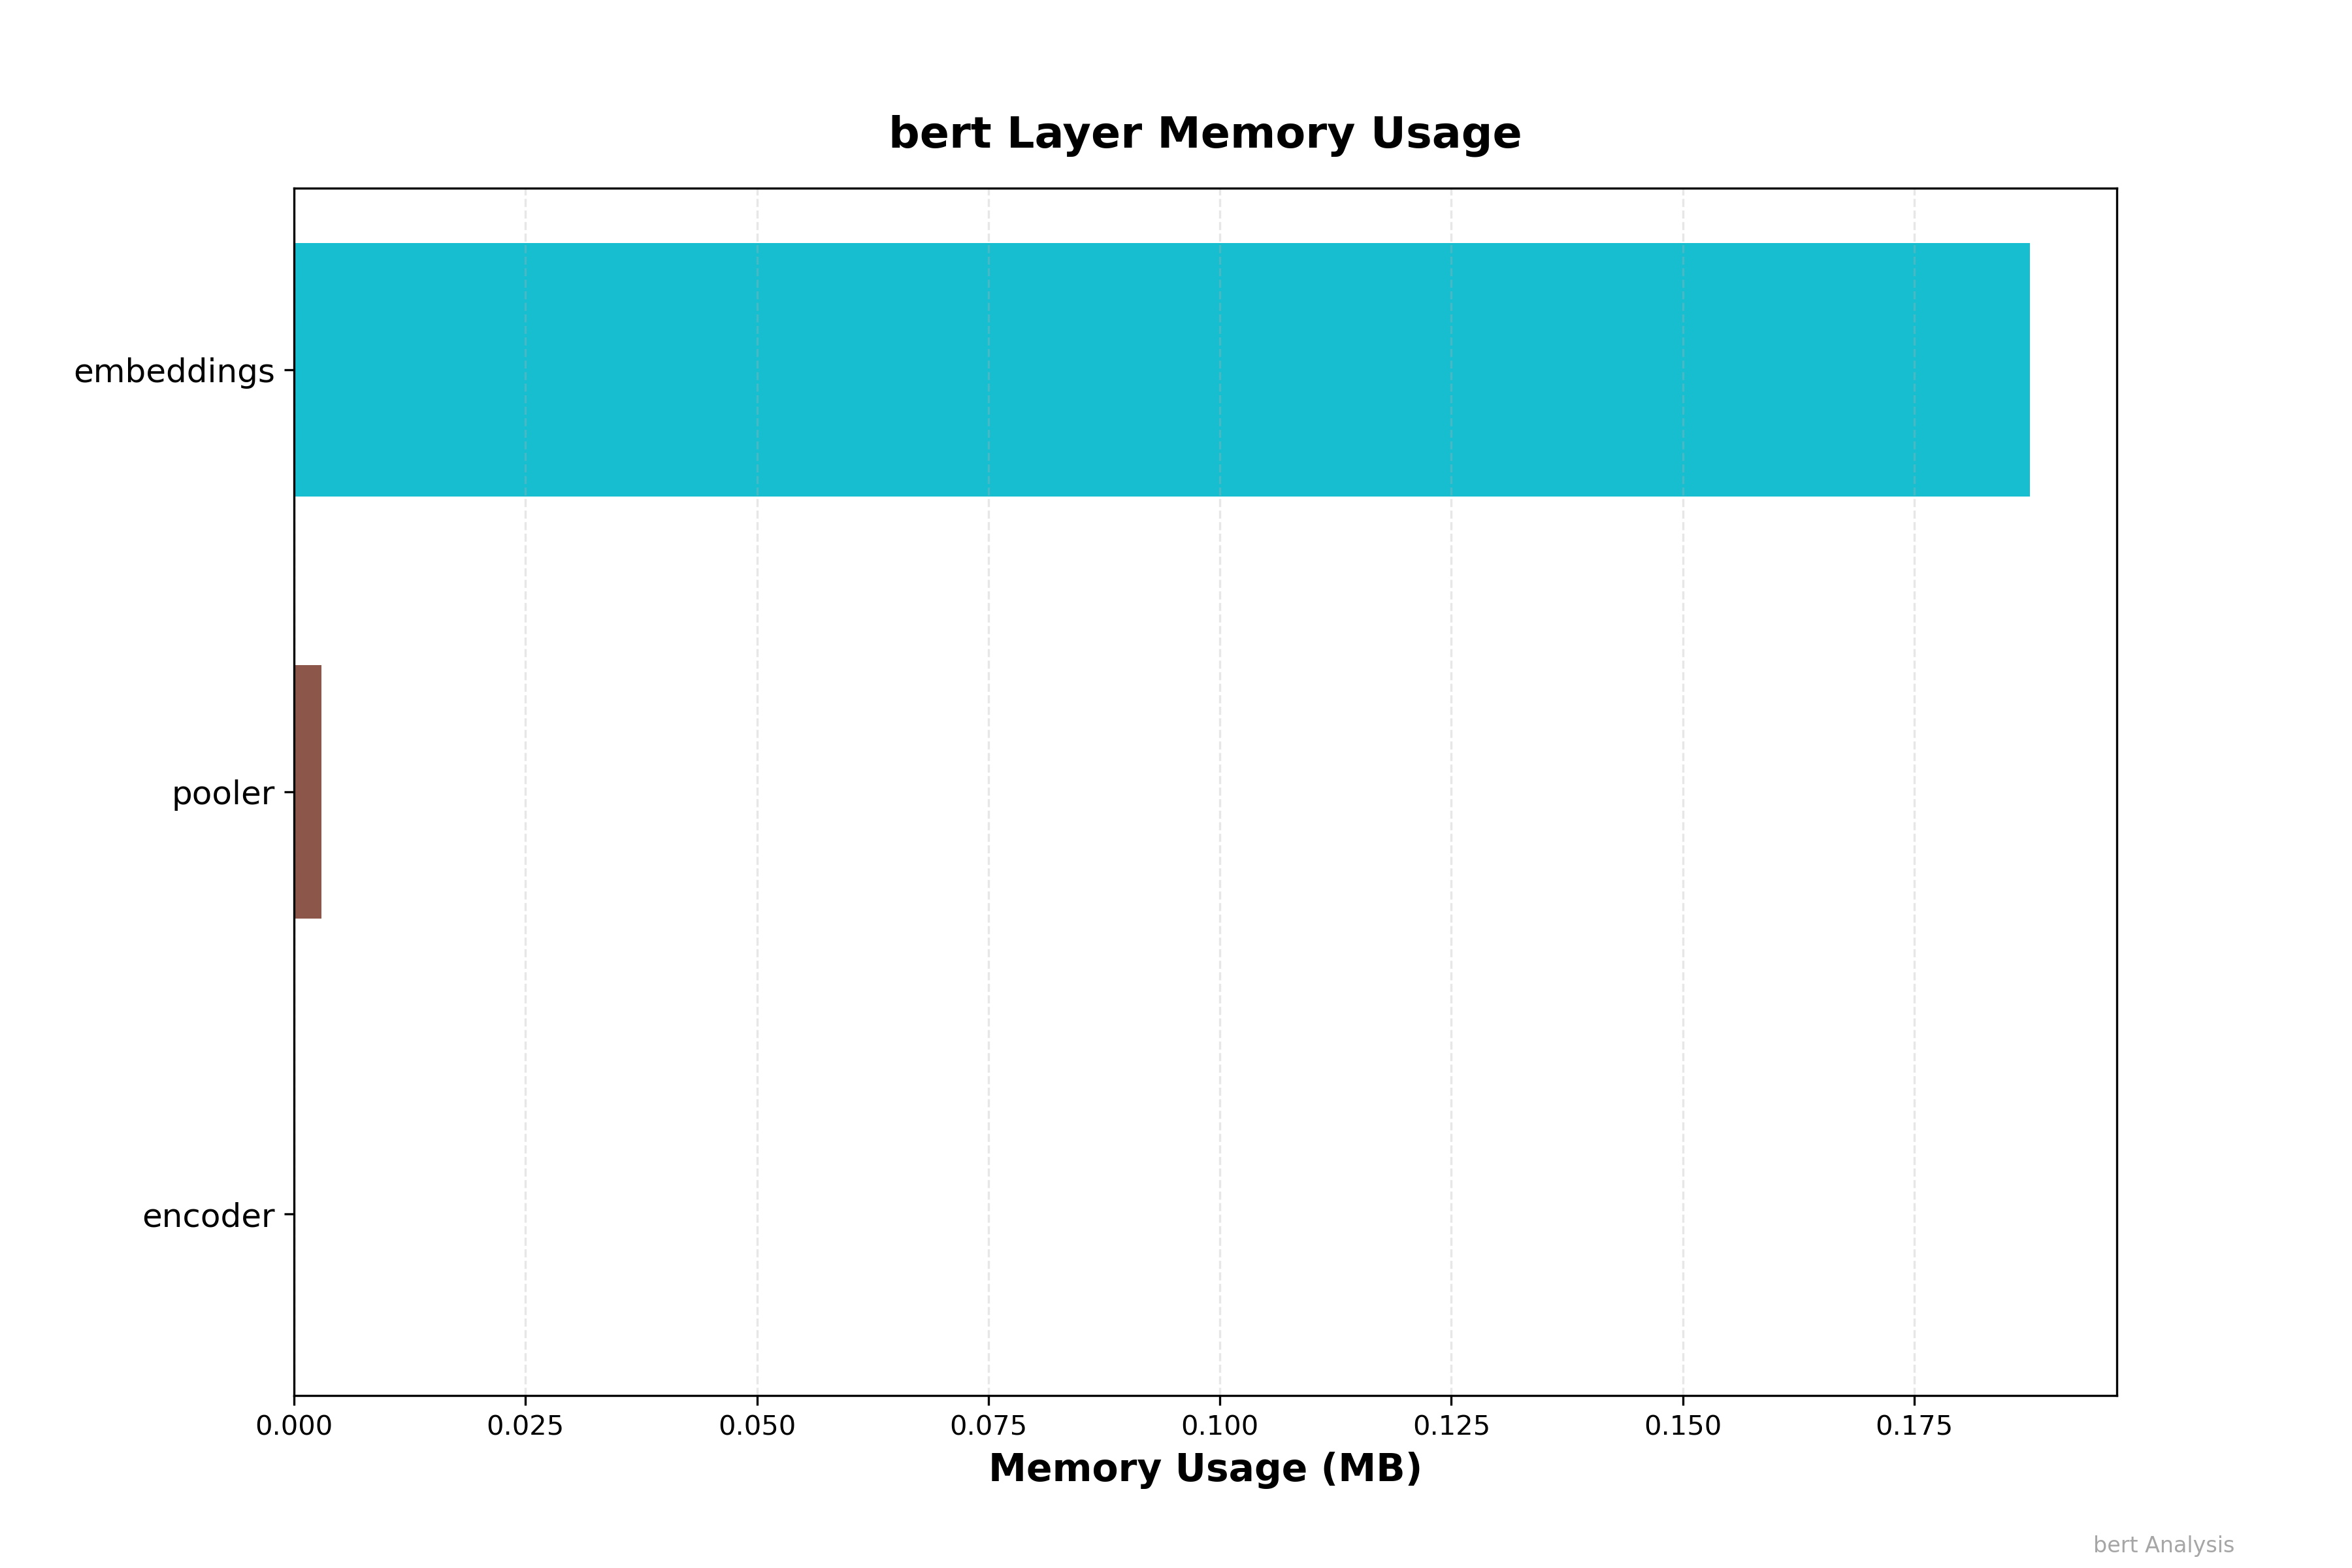 bert Layer Memory Usage
embeddings
pooler
encoder
0.000 0.025 0.050 0.075 0.100 0.125 0.150 0.175
Memory Usage (MB)
bert Analysis